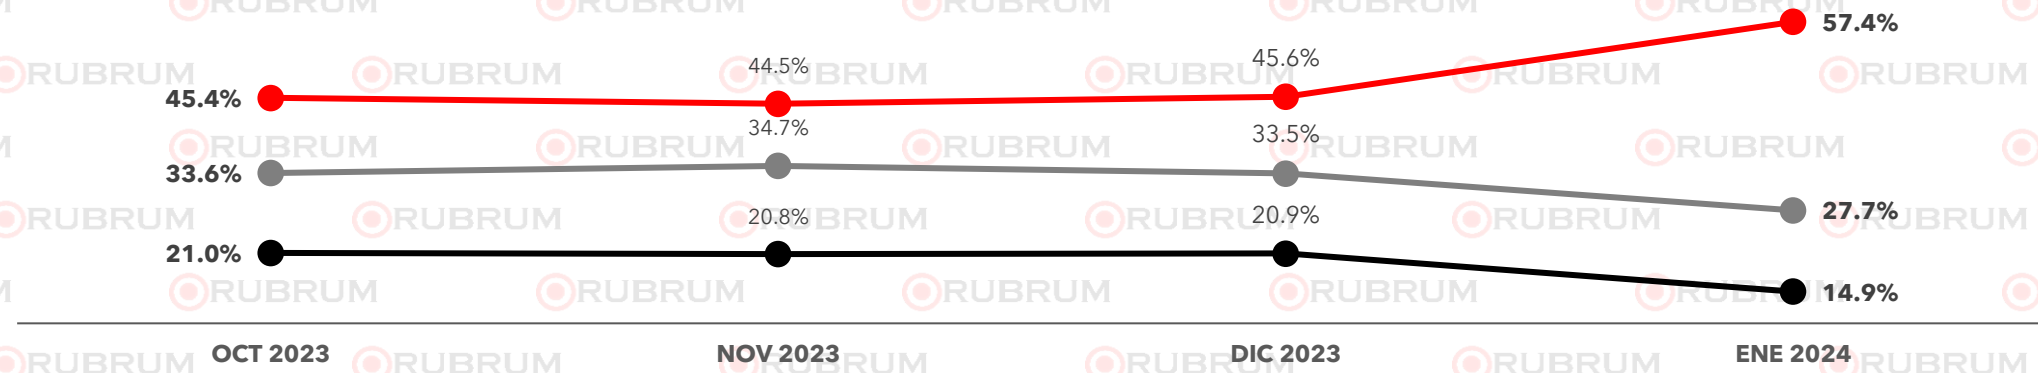 57.4%
45.6%
44.5%
45.4%
34.7%
33.5%
33.6%
27.7%
20.8%
20.9%
21.0%
14.9%
OCT 2023
NOV 2023
DIC 2023
ENE 2024
RUBRUM